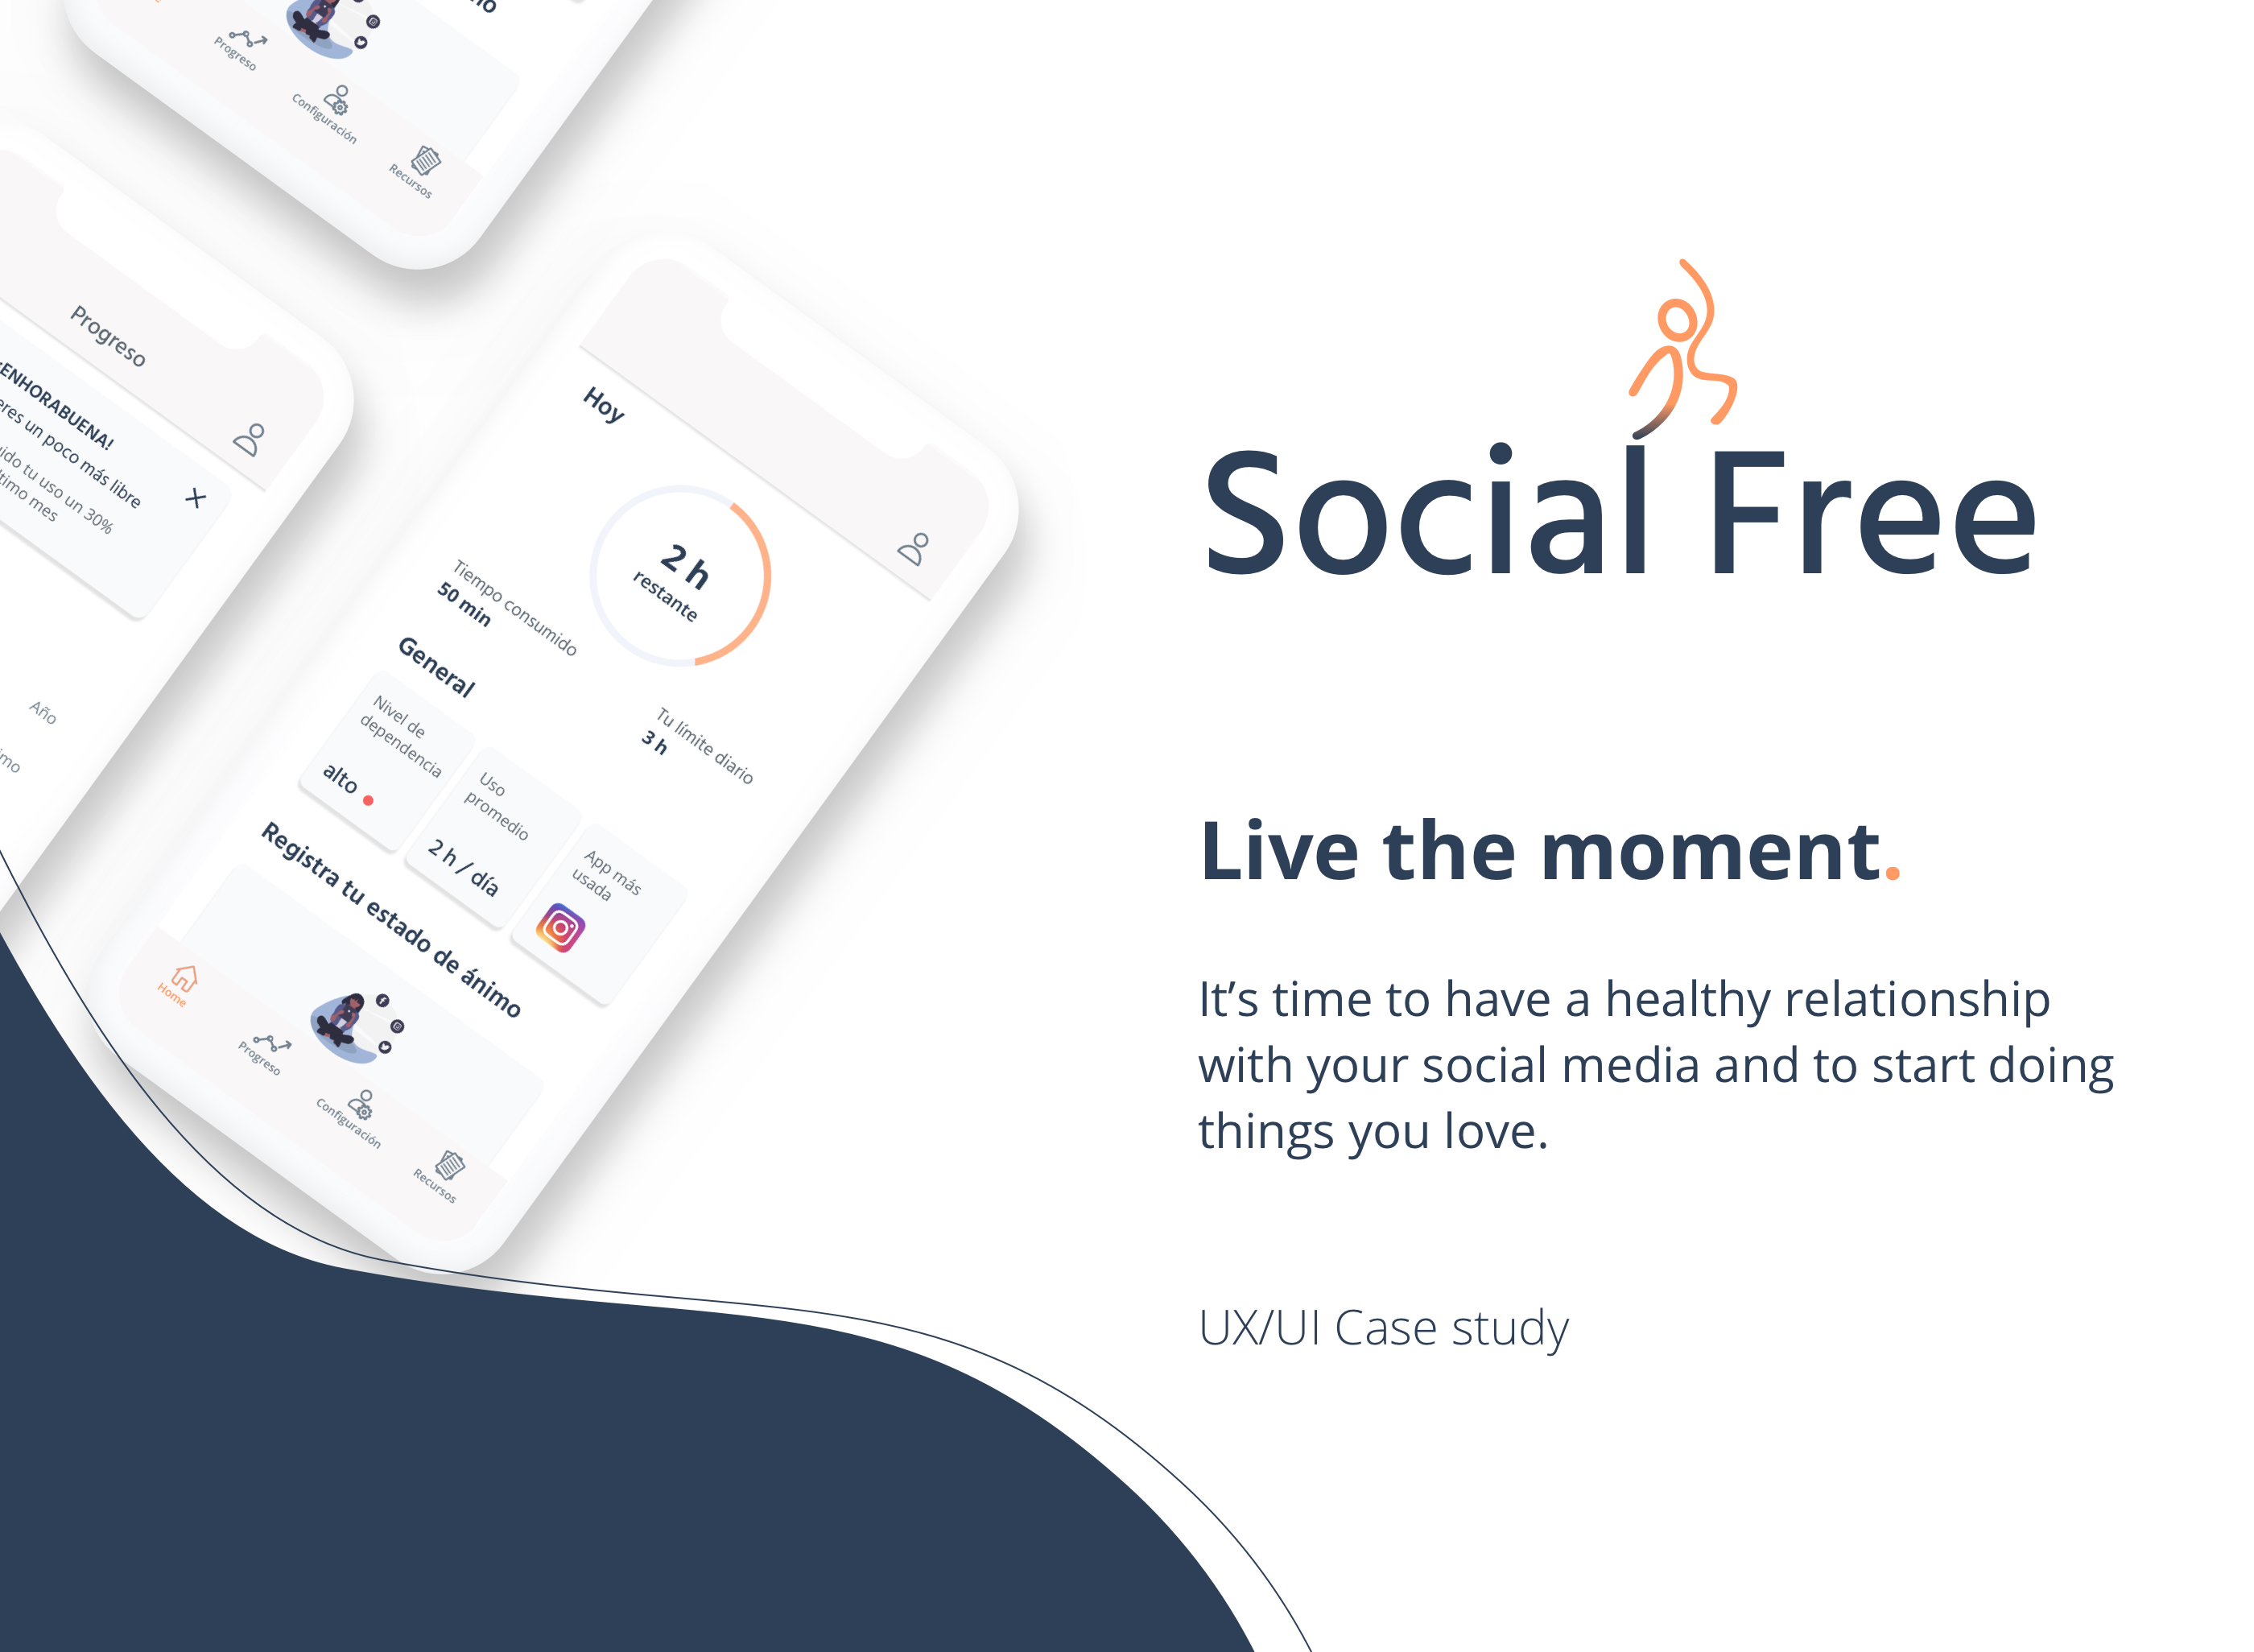 no
Progreso
Configuración
Recursos
Progreso
¡ENHORABUENA!
eres un poco más libre
ido tu uso un 30%
timo mes
Año
imo
Hoy
2 h
restante
Tiempo consumido
50 min
Tu límite diario
3 h
General
Nivel de
dependencia
alto
Uso
promedio
2 h / día
App más
usada
Registra tu estado de ánimo
Home
Progreso
Configuración
Recursos
Social Free
Live the moment.
It’s time to have a healthy relationship
with your social media and to start doing
things you love.
UX/UI Case study